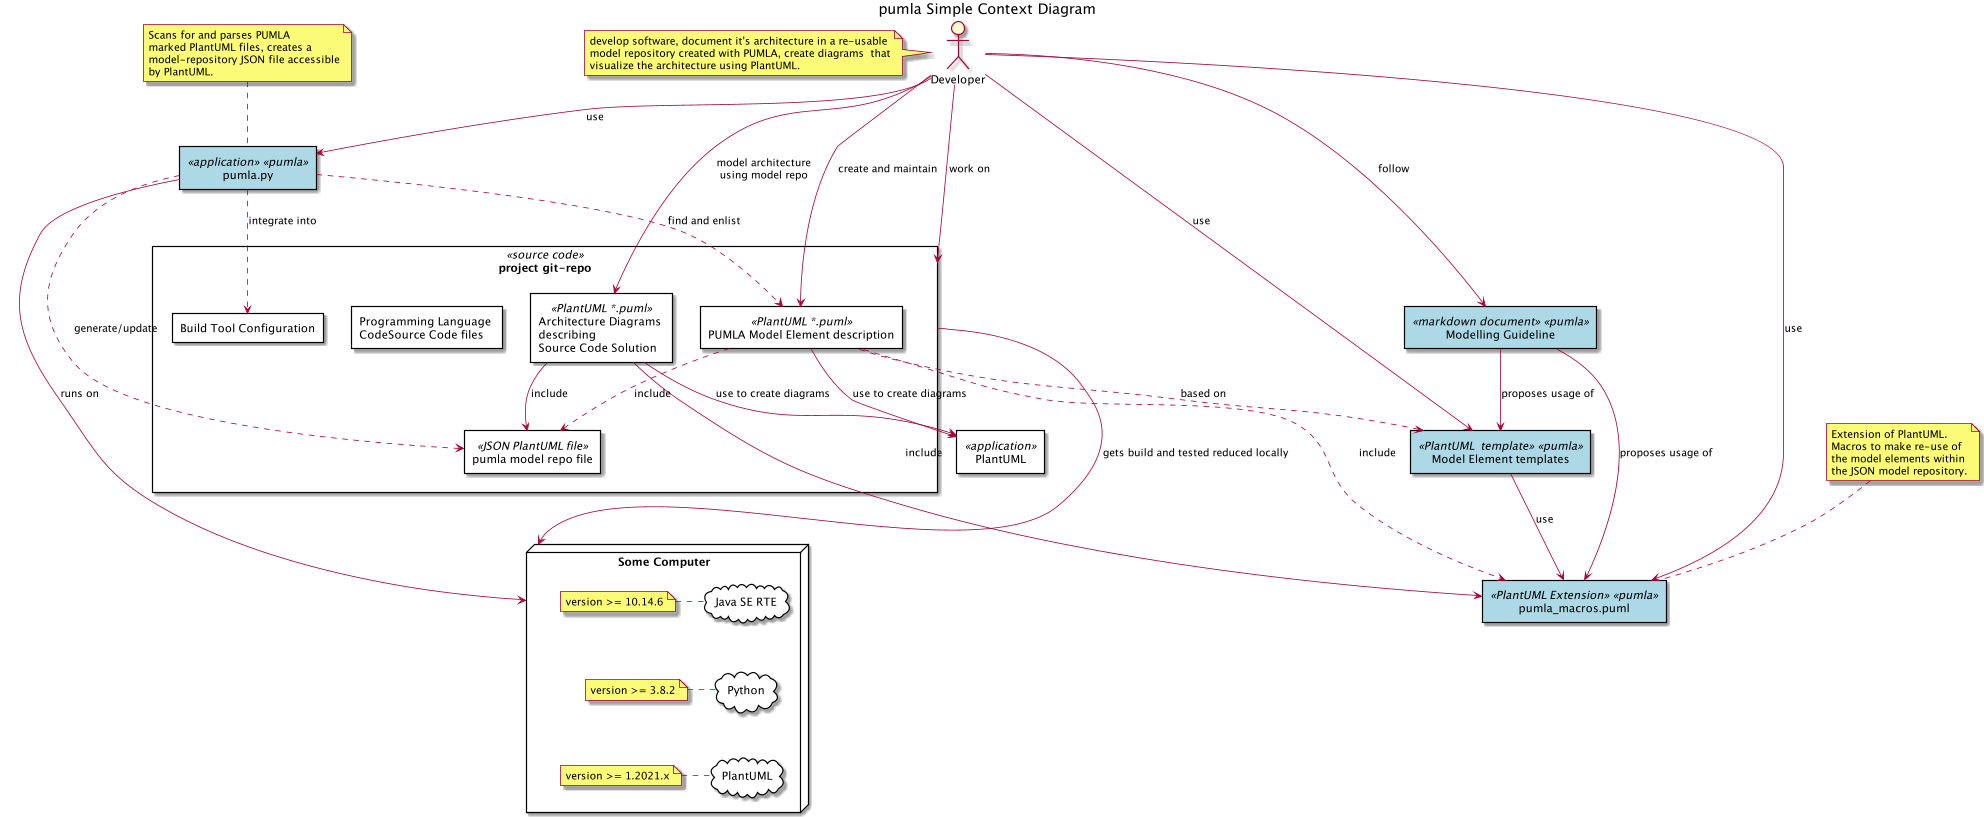 pumla Simple Context Diagram
Scans for and parses PUMLA
marked PlantUML files, creates a
model-repository JSON file accessible
by PlantUML.
develop software, document it's architecture in a re-usable
model repository created with PUMLA, create diagrams  that
visualize the architecture using PlantUML.
Developer
use
«application» «pumla»
pumla.py
model architecture
using model repo
create and maintain
work on
follow
integrate into
find and enlist
use
«source code»
project git-repo
Build Tool Configuration
Programming Language
CodeSource Code files
«PlantUML *.puml»
Architecture Diagrams
describing
Source Code Solution
«PlantUML *.puml»
PUMLA Model Element description
«markdown document» «pumla»
Modelling Guideline
generate/update
use
runs on
include
include
use to create diagrams
use to create diagrams
based on
proposes usage of
«JSON PlantUML file»
pumla model repo file
include
«application»
PlantUML
gets build and tested reduced locally
include
«PlantUML  template» «pumla»
Model Element templates
proposes usage of
Extension of PlantUML.
Macros to make re-use of
the model elements within
the JSON model repository.
use
Some Computer
version >= 10.14.6
Java SE RTE
«PlantUML Extension» «pumla»
pumla_macros.puml
version >= 3.8.2
Python
version >= 1.2021.x
PlantUML